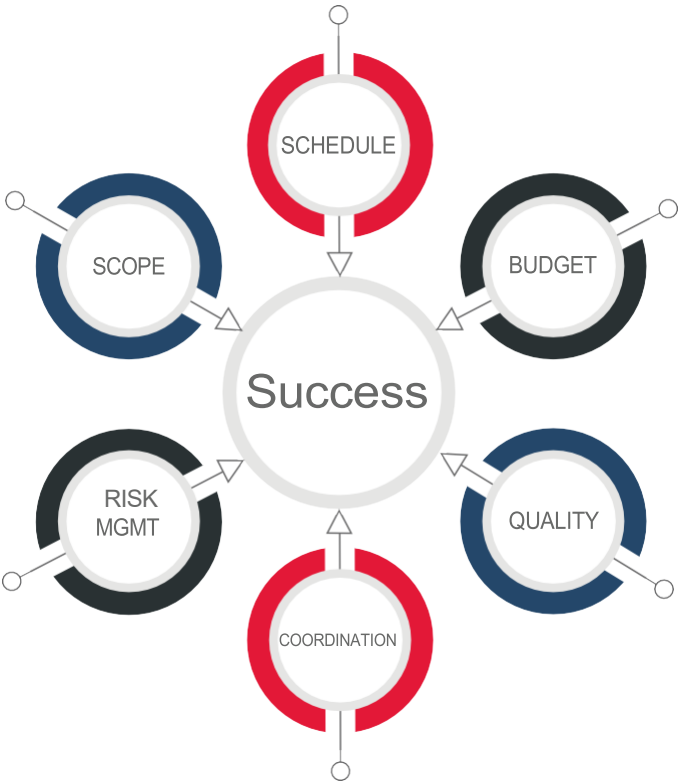 SCHEDULE
SCOPE
BUDGET
Success
RISK
MGMT
QUALITY
COORDINATION